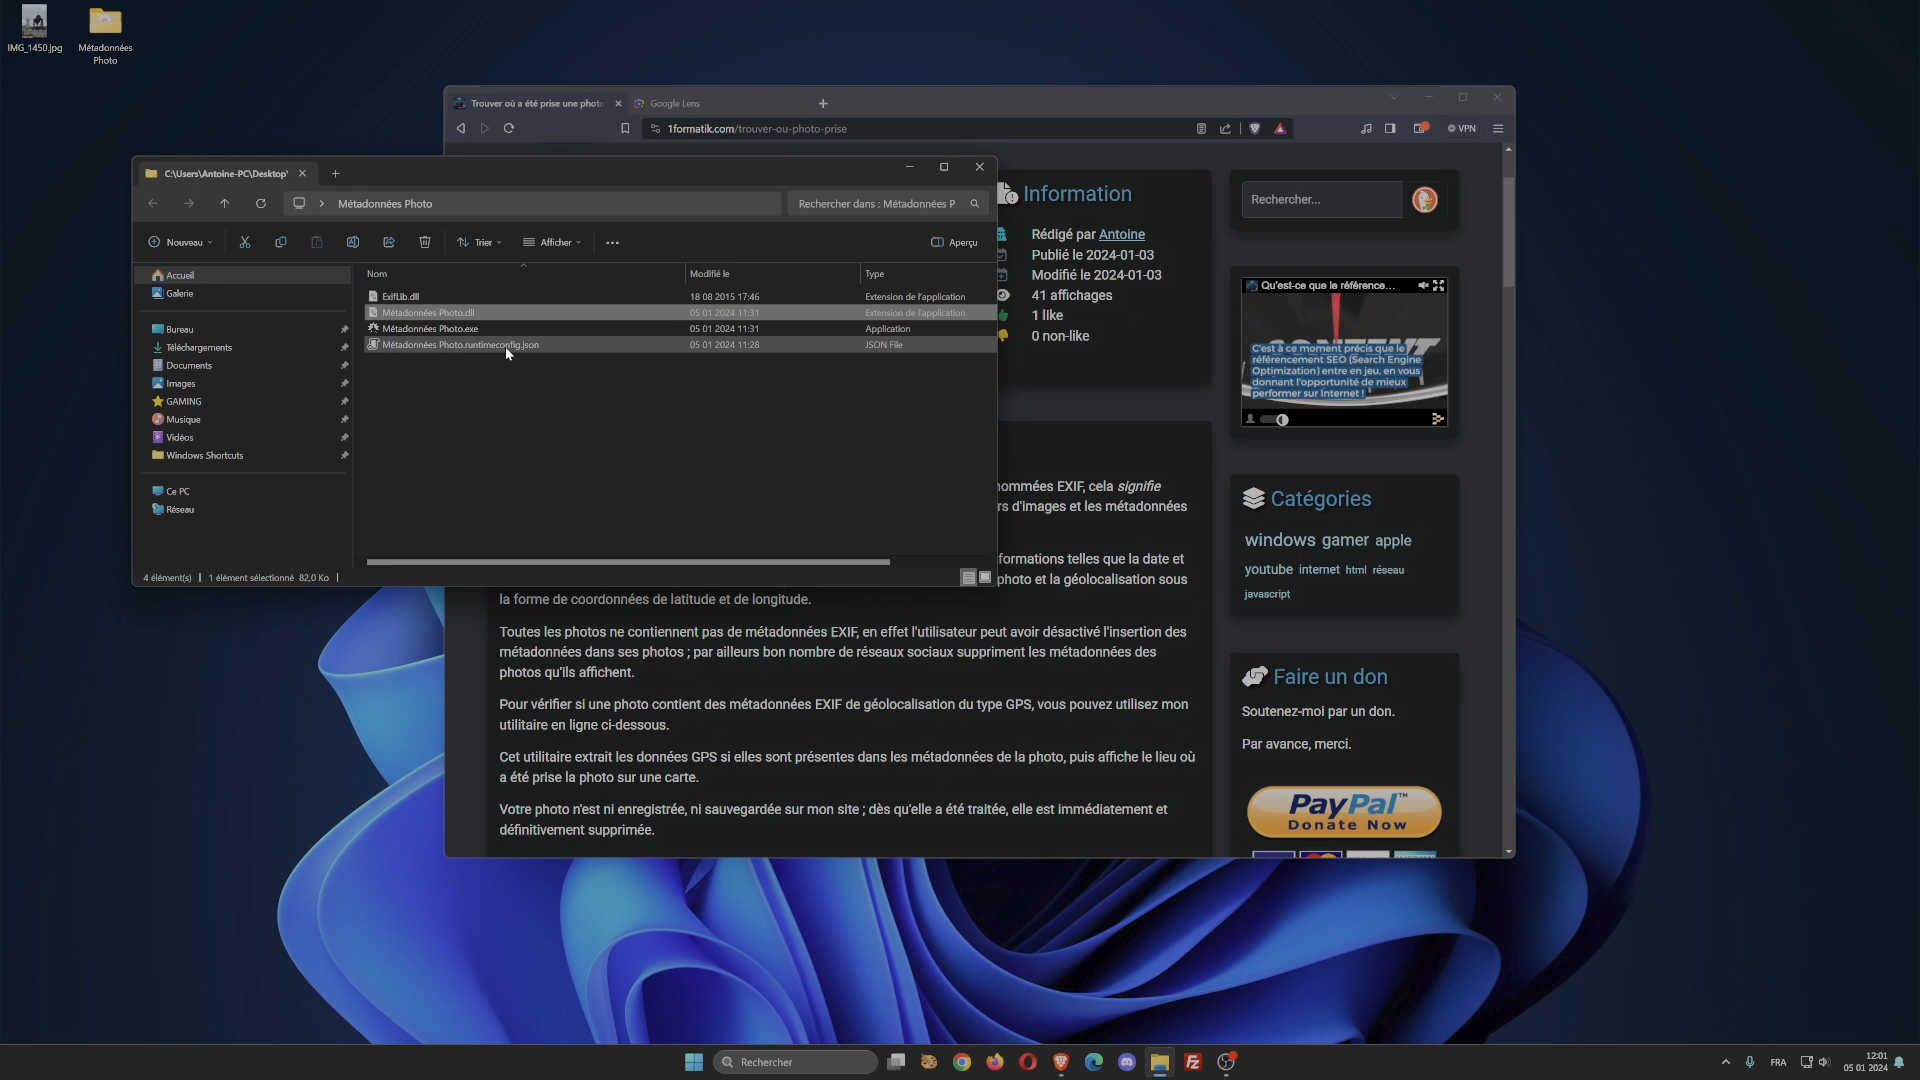 IMG_1450.jpg
Métadonnées
Photo
Trouver où a été prise une photo
Google Lens
1formatik.com/trouver-ou-photo-prise
VPN
C:\Users\Antoine-PC\Desktop\
Métadonnées Photo
Rechercher dans : Métadonnées P
Nouveau
Trier
Afficher
Aperçu
Accueil
Galerie
Bureau
Téléchargements
Documents
Images
GAMING
Musique
Vidéos
Windows Shortcuts
Ce PC
Réseau
Nom Modifié le Type
ExifLib.dll 18 08 2015 17:46 Extension de l'application
Métadonnées Photo.dll 05 01 2024 11:31 Extension de l'application
Métadonnées Photo.exe 05 01 2024 11:31 Application
Métadonnées Photo.runtimeconfig.json 05 01 2024 11:28 JSON File
4 élément(s) 1 élément sélectionné 82,0 Ko
Information
Rédigé par Antoine
Publié le 2024-01-03
Modifié le 2024-01-03
41 affichages
1 like
0 non-like
nommées EXIF, cela signifie
rs d'images et les métadonnées
formations telles que la date et
photo et la géolocalisation sous
la forme de coordonnées de latitude et de longitude.
Toutes les photos ne contiennent pas de métadonnées EXIF, en effet l'utilisateur peut avoir désactivé l'insertion des
métadonnées dans ses photos ; par ailleurs bon nombre de réseaux sociaux suppriment les métadonnées des
photos qu'ils affichent.
Pour vérifier si une photo contient des métadonnées EXIF de géolocalisation du type GPS, vous pouvez utilisez mon
utilitaire en ligne ci-dessous.
Cet utilitaire extrait les données GPS si elles sont présentes dans les métadonnées de la photo, puis affiche le lieu où
a été prise la photo sur une carte.
Votre photo n'est ni enregistrée, ni sauvegardée sur mon site ; dès qu'elle a été traitée, elle est immédiatement et
définitivement supprimée.
Rechercher...
Qu'est-ce que le référence...
CONTENT
C'est à ce moment précis que le
référencement SEO (Search Engine
Optimization) entre en jeu, en vous
donnant l'opportunité de mieux
performer sur Internet !
Catégories
windows gamer apple
youtube internet html réseau
javascript
Faire un don
Soutenez-moi par un don.
Par avance, merci.
PayPal™
Donate Now
Rechercher
FRA
12:01
05 01 2024